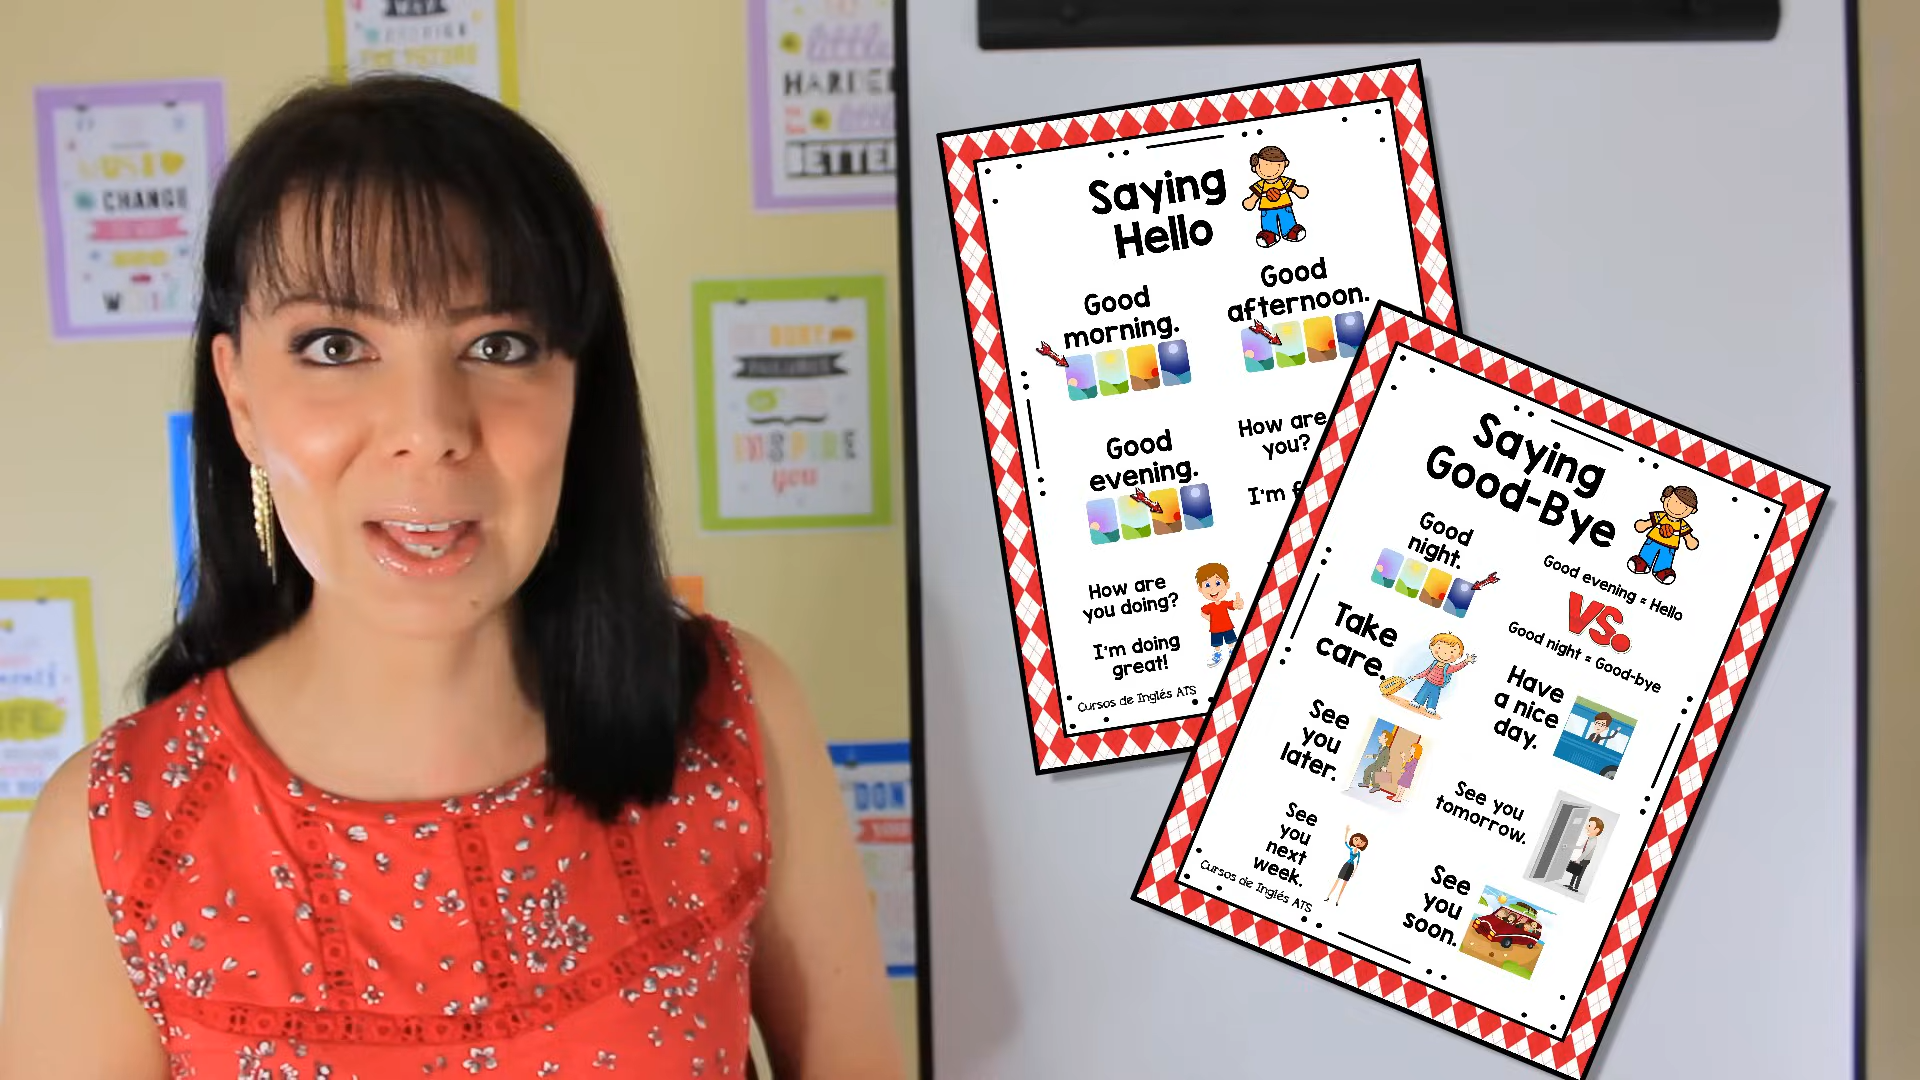 CHANGE
HARDER
BETTER
INSPIRE
you
DON'
Saying
Hello
Good
morning.
Good
afternoon.
Good
evening.
How are
you?
I'm
How are
you doing?
I'm doing
great!
Cursos de Inglés ATS
Saying
Good-Bye
Good
night.
Good evening = Hello
VS.
Good night = Good-bye
Take
care.
Have
a nice
day.
See
you
later.
See you
tomorrow.
See
you
next
week.
See
you
soon.
Cursos de Inglés ATS